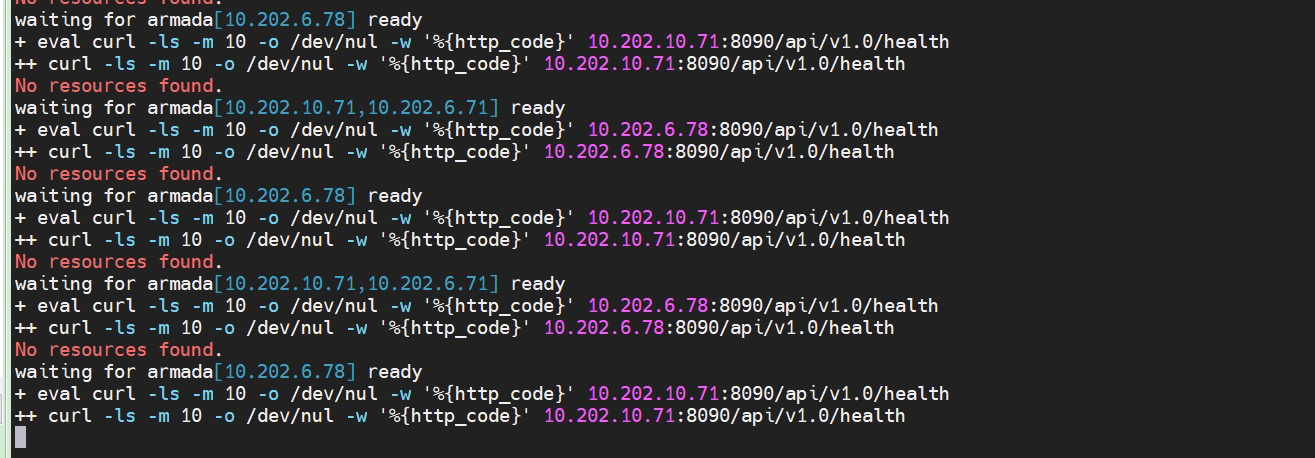 No resources found.
waiting for armada[10.202.6.78] ready
+ eval curl -ls -m 10 -o /dev/nul -w '%{http_code}' 10.202.10.71:8090/api/v1.0/health
++ curl -ls -m 10 -o /dev/nul -w '%{http_code}' 10.202.10.71:8090/api/v1.0/health
No resources found.
waiting for armada[10.202.10.71,10.202.6.71] ready
+ eval curl -ls -m 10 -o /dev/nul -w '%{http_code}' 10.202.6.78:8090/api/v1.0/health
++ curl -ls -m 10 -o /dev/nul -w '%{http_code}' 10.202.6.78:8090/api/v1.0/health
No resources found.
waiting for armada[10.202.6.78] ready
+ eval curl -ls -m 10 -o /dev/nul -w '%{http_code}' 10.202.10.71:8090/api/v1.0/health
++ curl -ls -m 10 -o /dev/nul -w '%{http_code}' 10.202.10.71:8090/api/v1.0/health
No resources found.
waiting for armada[10.202.10.71,10.202.6.71] ready
+ eval curl -ls -m 10 -o /dev/nul -w '%{http_code}' 10.202.6.78:8090/api/v1.0/health
++ curl -ls -m 10 -o /dev/nul -w '%{http_code}' 10.202.6.78:8090/api/v1.0/health
No resources found.
waiting for armada[10.202.6.78] ready
+ eval curl -ls -m 10 -o /dev/nul -w '%{http_code}' 10.202.10.71:8090/api/v1.0/health
++ curl -ls -m 10 -o /dev/nul -w '%{http_code}' 10.202.10.71:8090/api/v1.0/health